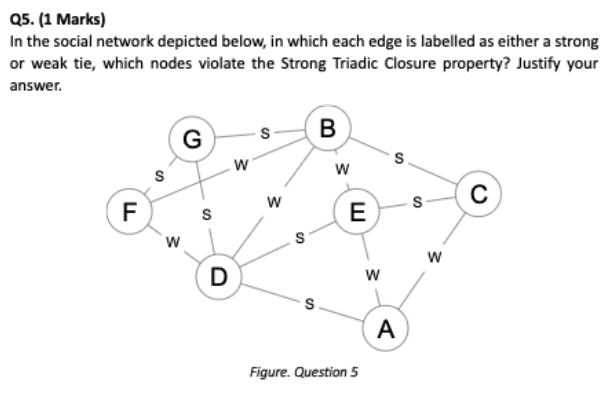 Q5. (1 Marks)
In the social network depicted below, in which each edge is labelled as either a strong
or weak tie, which nodes violate the Strong Triadic Closure property? Justify your
answer.
G S B
W S
S W
F S W E S C
W S
W W
D
S
A
Figure. Question 5